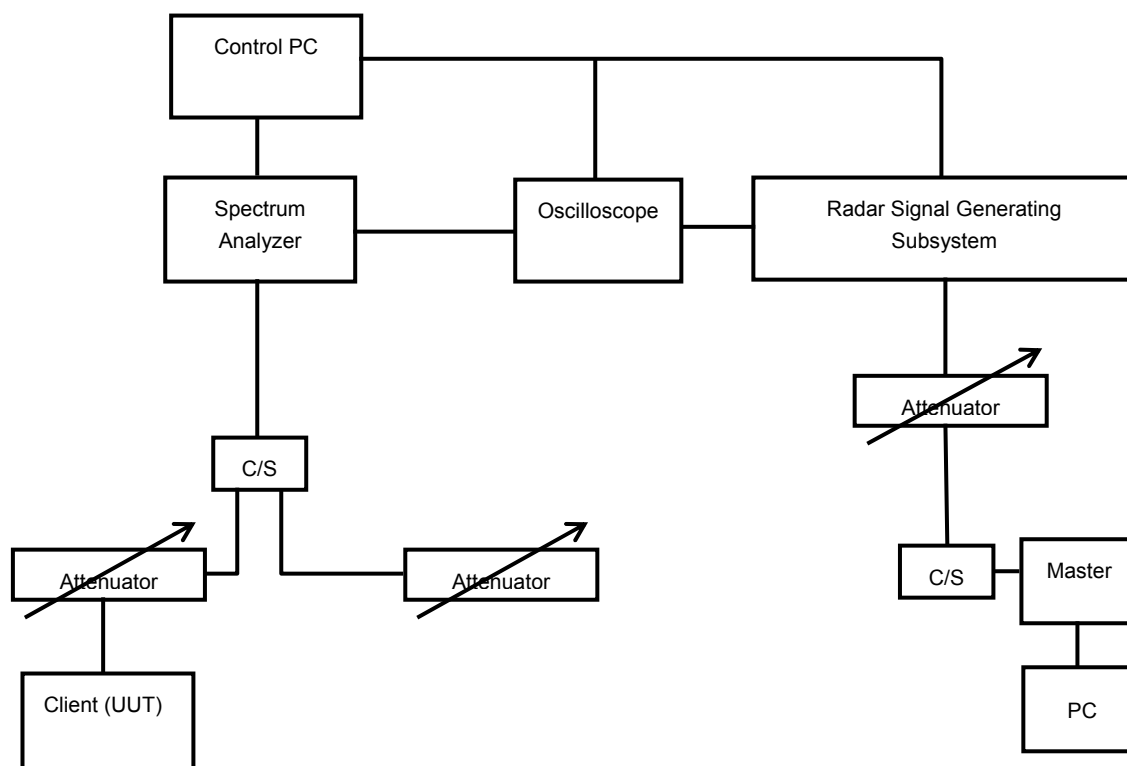 Control PC
Spectrum
Analyzer
Oscilloscope
Radar Signal Generating
Subsystem
Attenuator
C/S
Attenuator
Attenuator
C/S
Master
Client (UUT)
PC